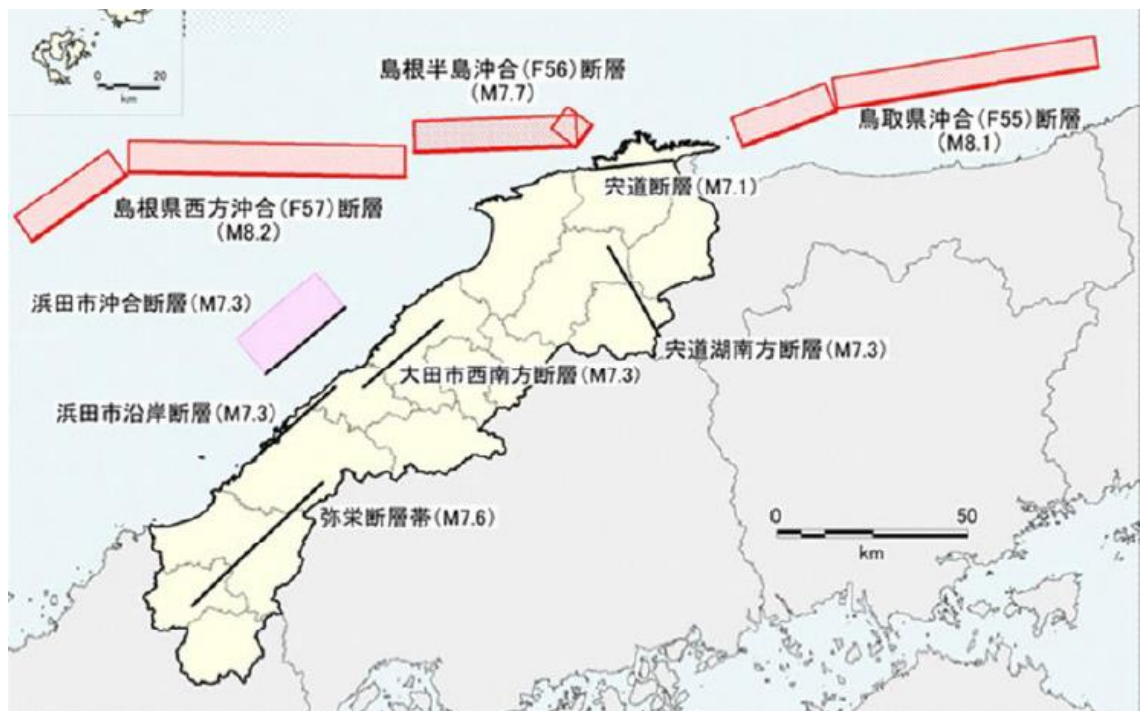 島根半島沖合(F56)断層
(M7.7)
0 20
km
鳥取県沖合(F55)断層
(M8.1)
宍道断層(M7.1)
島根県西方沖合(F57)断層
(M8.2)
浜田市沖合断層(M7.3)
宍道湖南方断層(M7.3)
大田市西南方断層(M7.3)
浜田市沿岸断層(M7.3)
弥栄断層帯(M7.6)
0 50
km